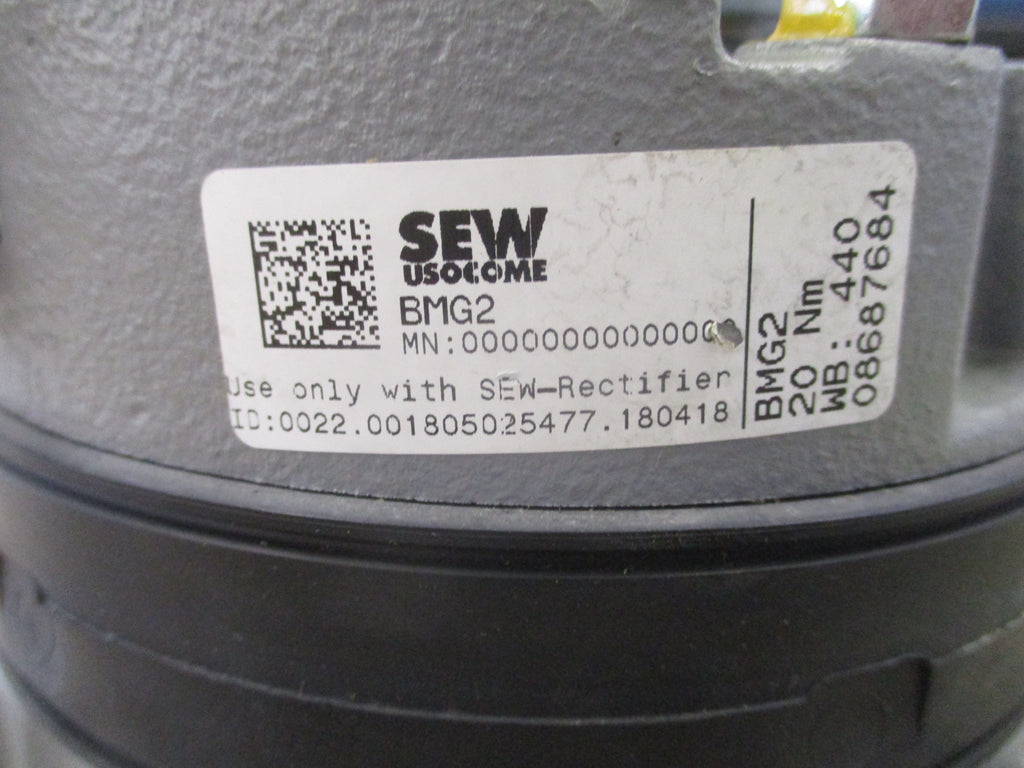 SEW
USOCOME
BMG2
MN:00000000000000
Use only with SEW-Rectifier
ID:0022.001805025477.180418
BMG2
20 Nm
WB: 440
08687684